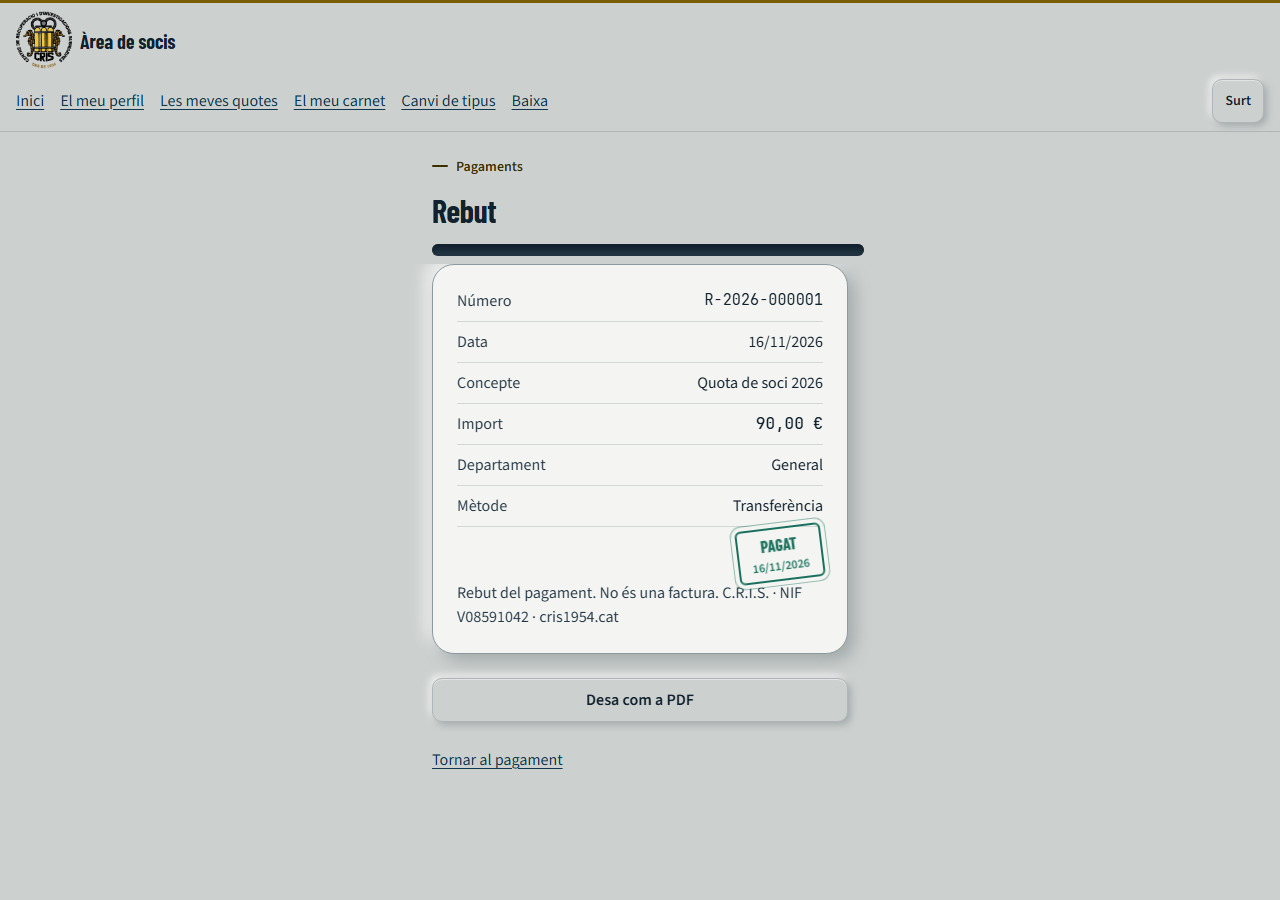 CRIS
Àrea de socis
Inici El meu perfil Les meves quotes El meu carnet Canvi de tipus Baixa Surt
Pagaments
Rebut
Número R-2026-000001
Data 16/11/2026
Concepte Quota de soci 2026
Import 90,00 €
Departament General
Mètode Transferència
PAGAT
16/11/2026
Rebut del pagament. No és una factura. C.R.I.S. · NIF
V08591042 · cris1954.cat
Desa com a PDF
Tornar al pagament